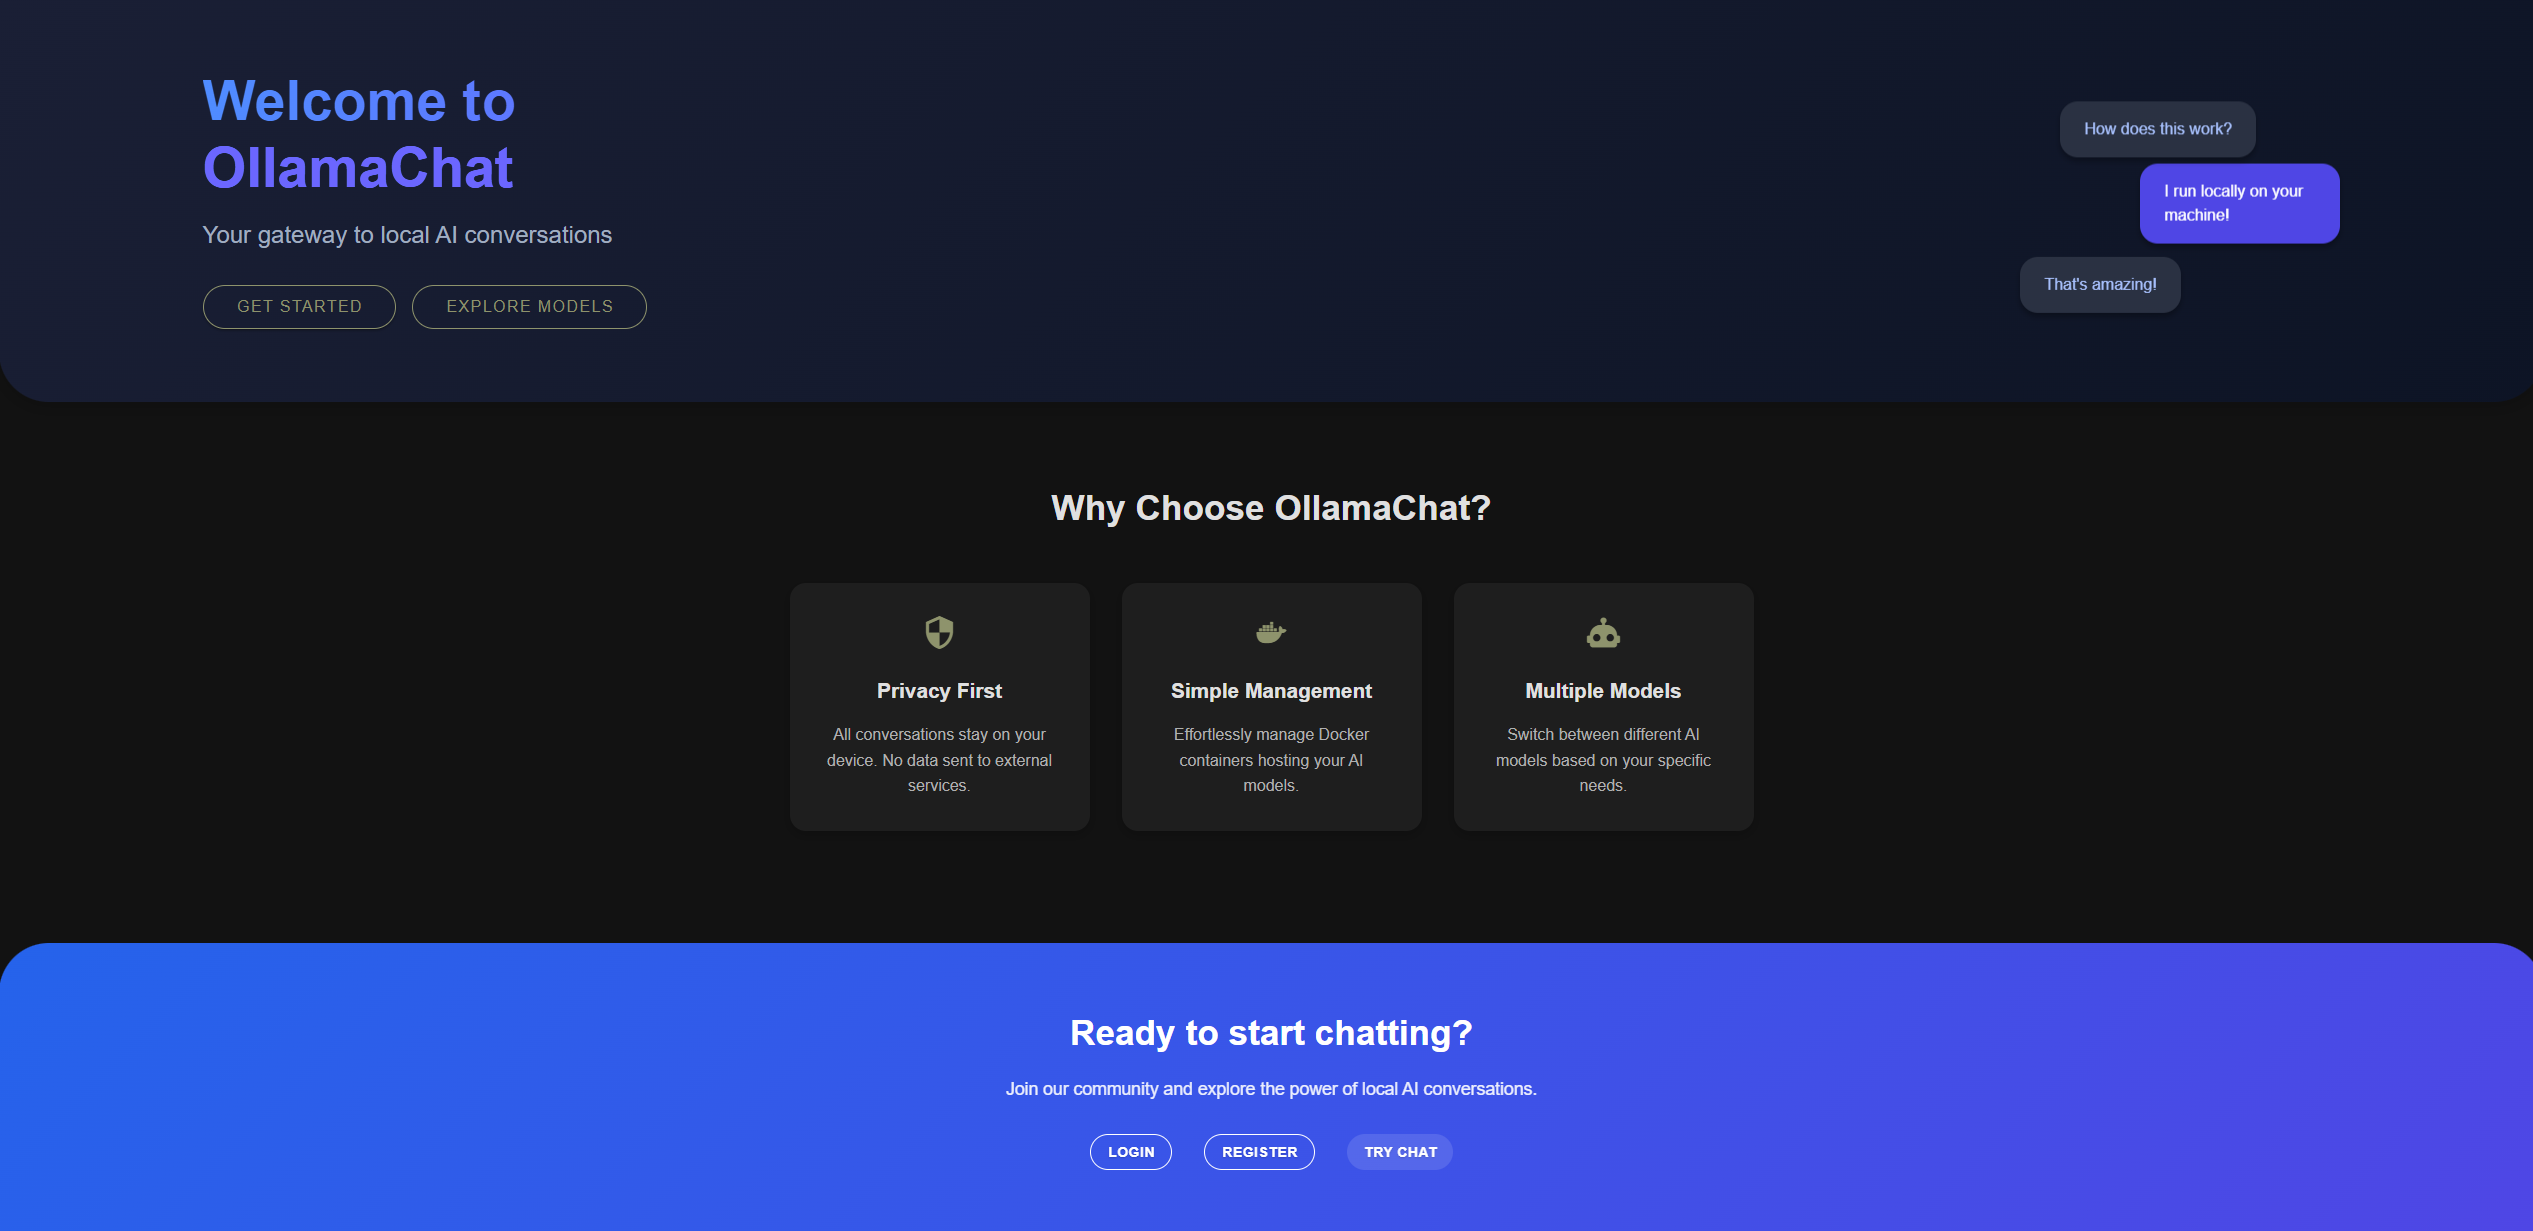 Welcome to
OllamaChat
Your gateway to local AI conversations
GET STARTED
EXPLORE MODELS
How does this work?
I run locally on your
machine!
That's amazing!
Why Choose OllamaChat?
Privacy First
All conversations stay on your
device. No data sent to external
services.
Simple Management
Effortlessly manage Docker
containers hosting your AI
models.
Multiple Models
Switch between different AI
models based on your specific
needs.
Ready to start chatting?
Join our community and explore the power of local AI conversations.
LOGIN
REGISTER
TRY CHAT